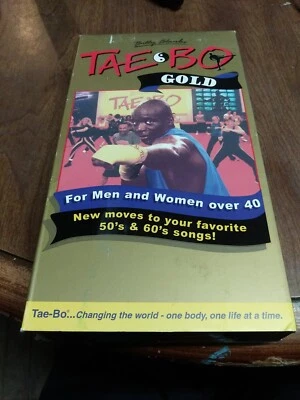 Billy Blanks
TAE BO
GOLD
TAE BO
For Men and Women over 40
New moves to your favorite
50's & 60's songs!
Tae-Bo®...Changing the world - one body, one life at a time.